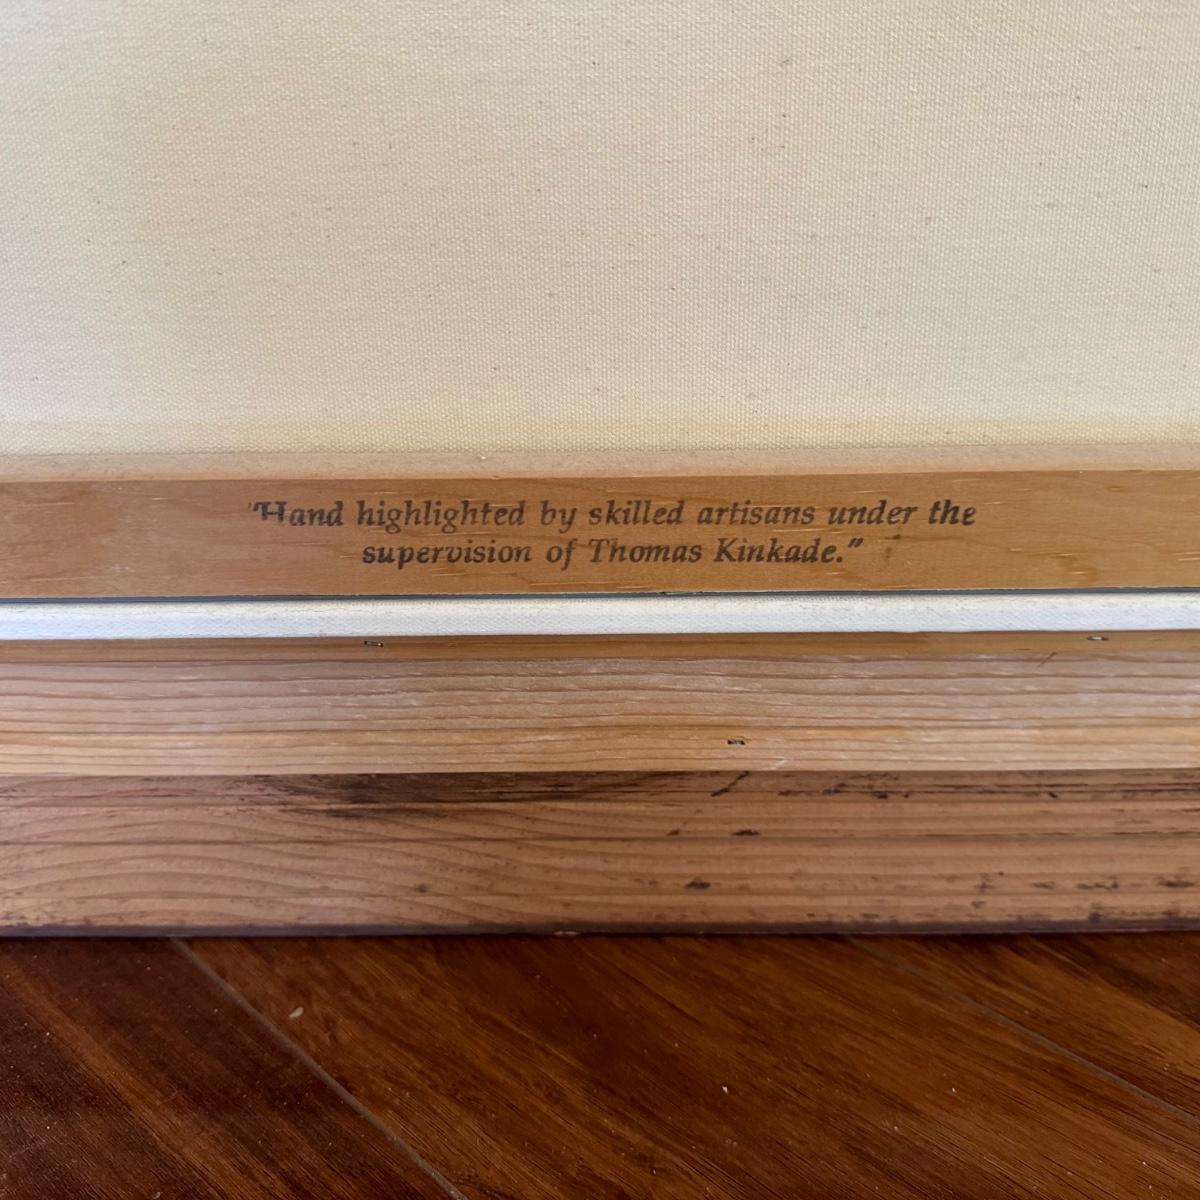 "Hand highlighted by skilled artisans under the
supervision of Thomas Kinkade."